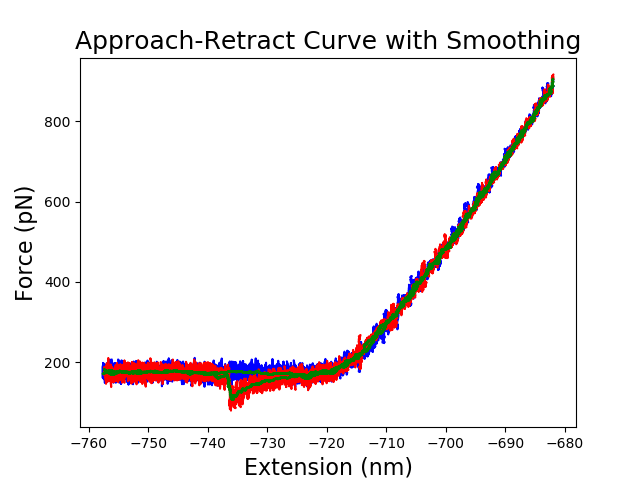 Approach-Retract Curve with Smoothing
Force (pN)
800
600
400
200
−760 −750 −740 −730 −720 −710 −700 −690 −680
Extension (nm)